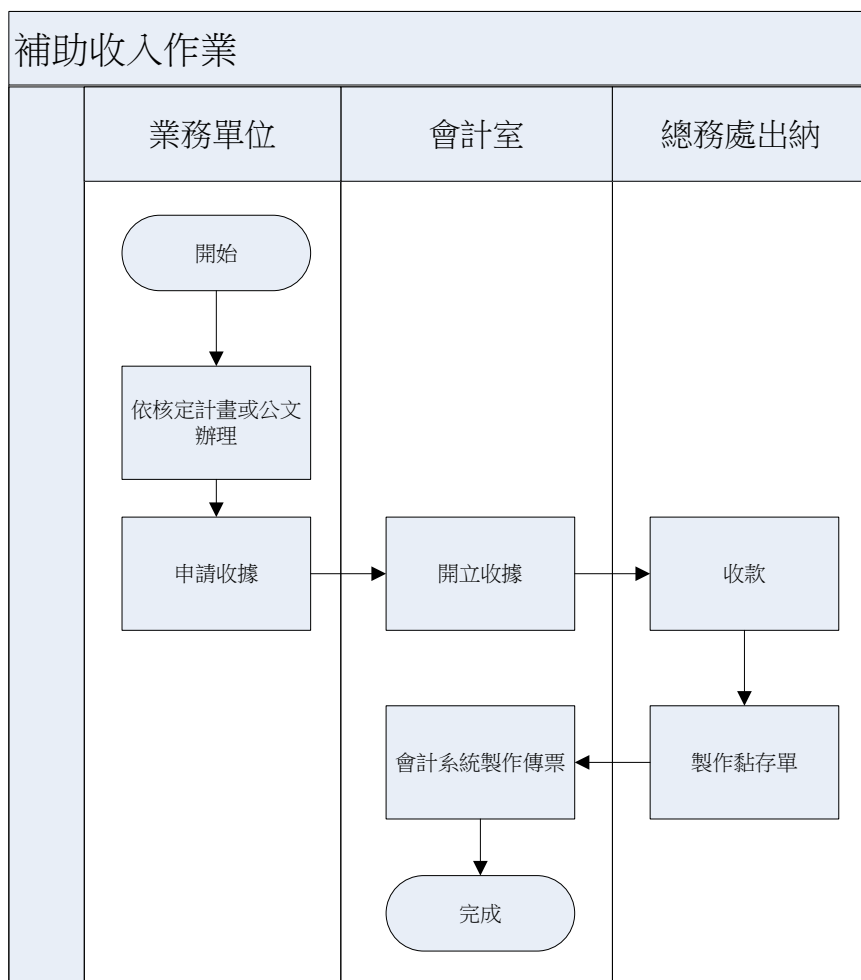 補助收入作業
業務單位
會計室
總務處出納
開始
依核定計畫或公文
辦理
申請收據
開立收據
收款
會計系統製作傳票
製作黏存單
完成